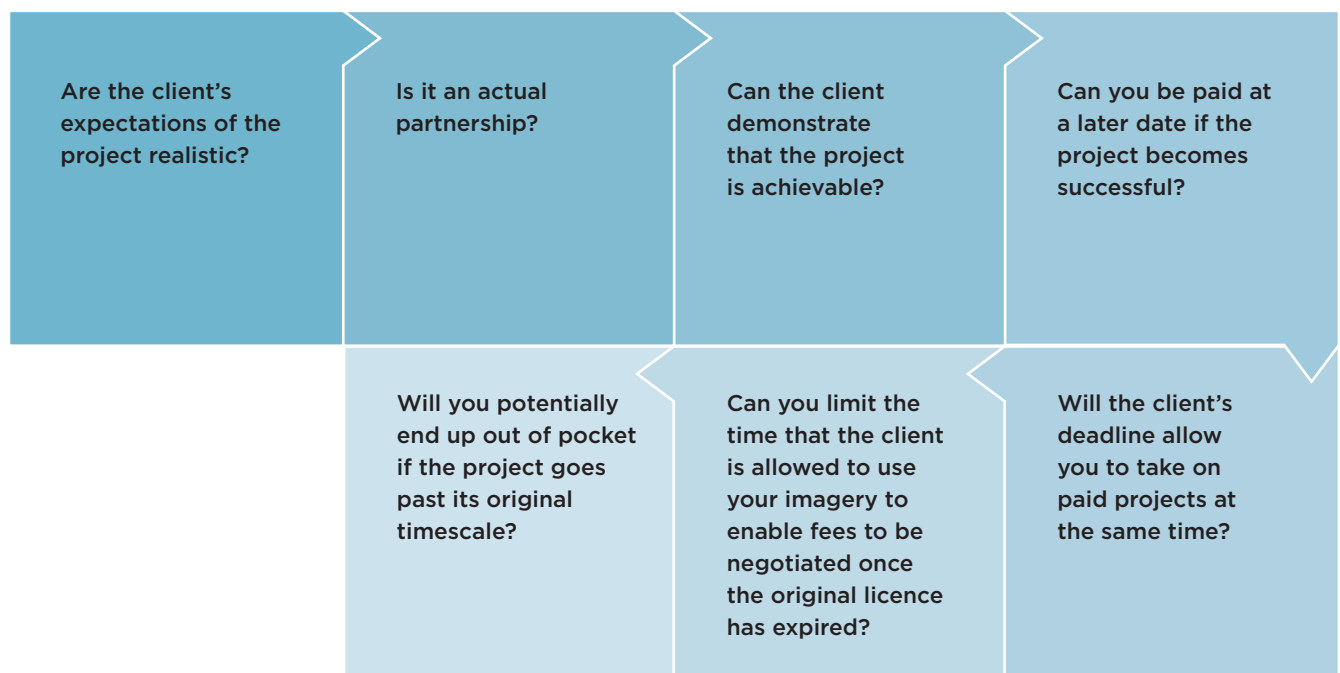 Are the client’s
expectations of the
project realistic?
Is it an actual
partnership?
Can the client
demonstrate
that the project
is achievable?
Can you be paid at
a later date if the
project becomes
successful?
Will the client’s
deadline allow
you to take on
paid projects at
the same time?
Can you limit the
time that the client
is allowed to use
your imagery to
enable fees to be
negotiated once
the original licence
has expired?
Will you potentially
end up out of pocket
if the project goes
past its original
timescale?